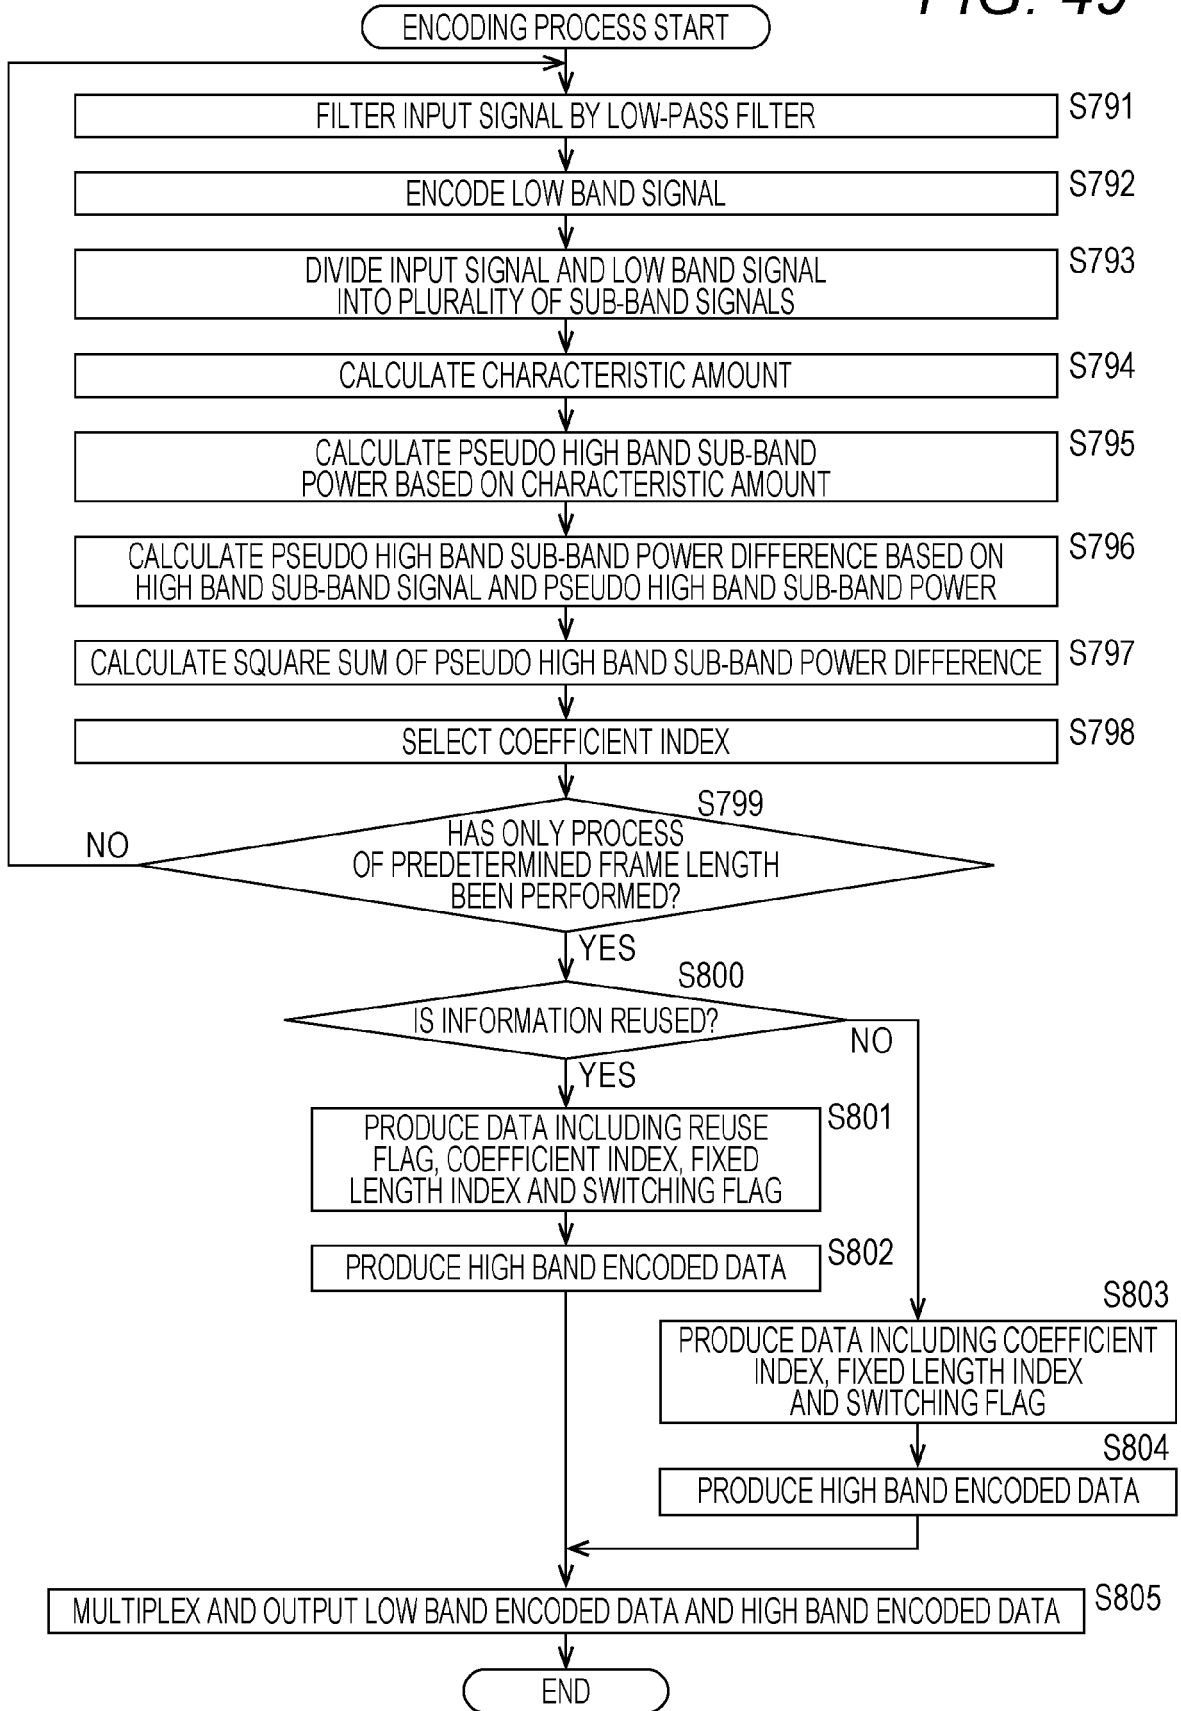 FIG. 49
ENCODING PROCESS START
FILTER INPUT SIGNAL BY LOW-PASS FILTER
S791
ENCODE LOW BAND SIGNAL
S792
DIVIDE INPUT SIGNAL AND LOW BAND SIGNAL
INTO PLURALITY OF SUB-BAND SIGNALS
S793
CALCULATE CHARACTERISTIC AMOUNT
S794
CALCULATE PSEUDO HIGH BAND SUB-BAND
POWER BASED ON CHARACTERISTIC AMOUNT
S795
CALCULATE PSEUDO HIGH BAND SUB-BAND POWER DIFFERENCE BASED ON
HIGH BAND SUB-BAND SIGNAL AND PSEUDO HIGH BAND SUB-BAND POWER
S796
CALCULATE SQUARE SUM OF PSEUDO HIGH BAND SUB-BAND POWER DIFFERENCE
S797
SELECT COEFFICIENT INDEX
S798
S799
HAS ONLY PROCESS
OF PREDETERMINED FRAME LENGTH
BEEN PERFORMED?
NO
YES
S800
IS INFORMATION REUSED?
NO
YES
S801
PRODUCE DATA INCLUDING REUSE
FLAG, COEFFICIENT INDEX, FIXED
LENGTH INDEX AND SWITCHING FLAG
S802
PRODUCE HIGH BAND ENCODED DATA
S803
PRODUCE DATA INCLUDING COEFFICIENT
INDEX, FIXED LENGTH INDEX
AND SWITCHING FLAG
S804
PRODUCE HIGH BAND ENCODED DATA
MULTIPLEX AND OUTPUT LOW BAND ENCODED DATA AND HIGH BAND ENCODED DATA
S805
END